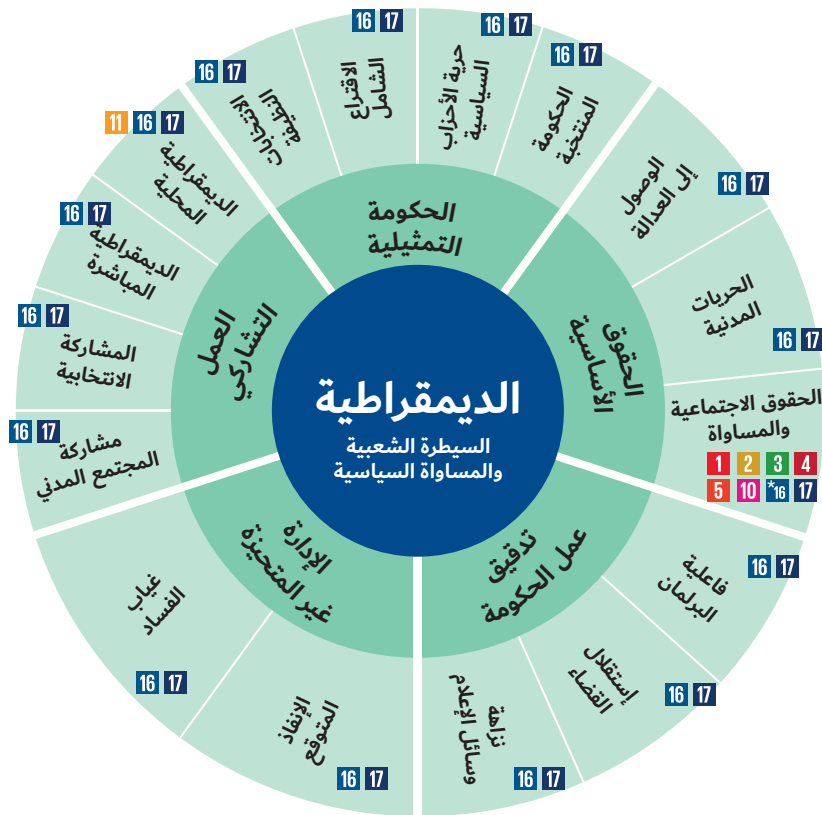 الديمقراطية
السيطرة الشعبية
والمساواة السياسية
الحكومة
التمثيلية
16 17
الحكومة
المنتخبة
16 17
حرية الأحزاب
السياسية
16 17
الاقتراع
الشامل
16 17
الانتخابات
النظيفة
الحقوق
الأساسية
16 17
الوصول
إلى العدالة
الحريات
المدنية
16 17
الحقوق الاجتماعية
والمساواة
1 2 3 4
5 10 *16 17
تدقيق
عمل الحكومة
16 17
فاعلية
البرلمان
إستقلال
القضاء
16 17
نزاهة
وسائل الإعلام
16 17
الإدارة
غير المتحيزة
الإنفاذ
المتوقع
16 17
غياب
الفساد
16 17
العمل
التشاركي
11 16 17
الديمقراطية
المحلية
16 17
الديمقراطية
المباشرة
16 17
المشاركة
الانتخابية
16 17
مشاركة
المجتمع المدني